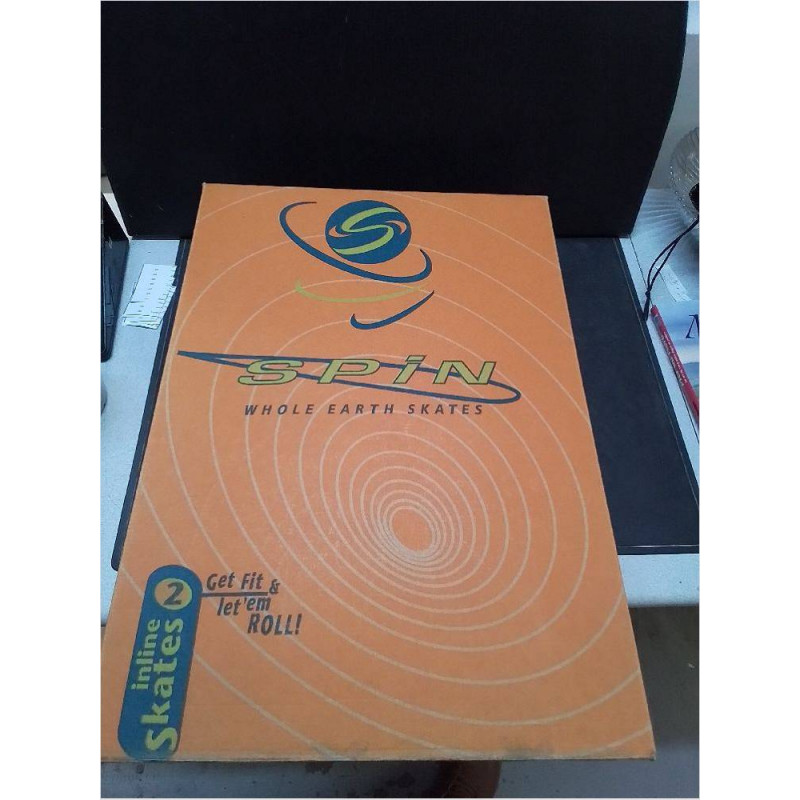 S
SPiN
WHOLE EARTH SKATES
2
inline
skates
Get Fit &
let'em
ROLL!